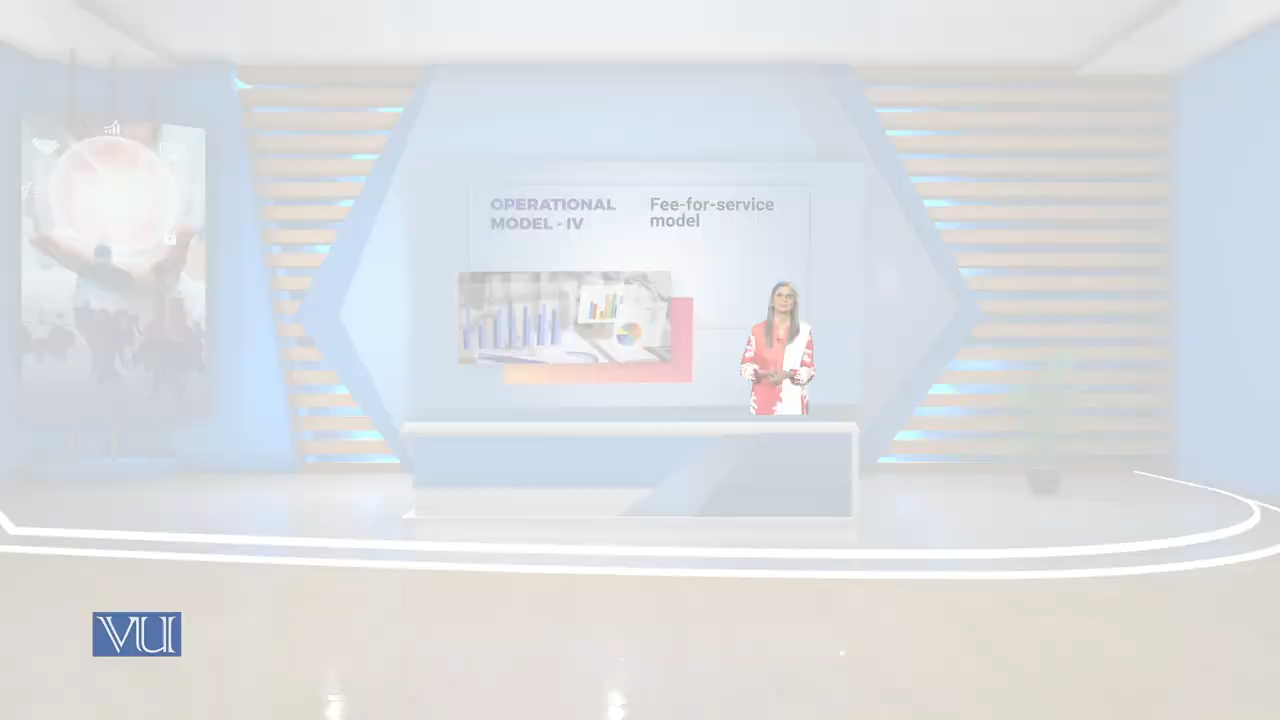 OPERATIONAL
MODEL - IV
Fee-for-service
model
VU